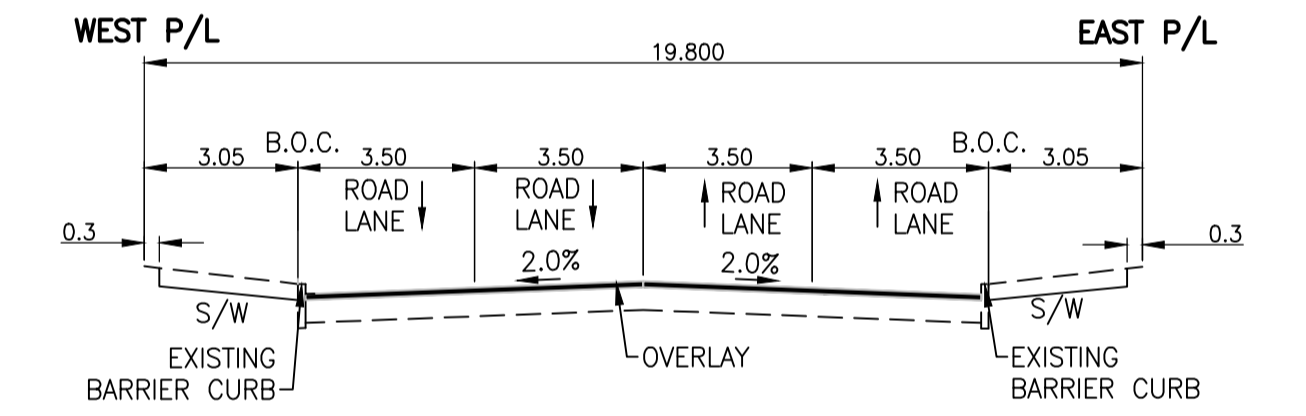 WEST P/L
EAST P/L
19.800
B.O.C.
B.O.C.
3.05
3.50
3.50
3.50
3.50
3.05
ROAD
LANE
ROAD
LANE
ROAD
LANE
ROAD
LANE
0.3
0.3
2.0%
2.0%
S/W
S/W
EXISTING
BARRIER CURB
OVERLAY
EXISTING
BARRIER CURB